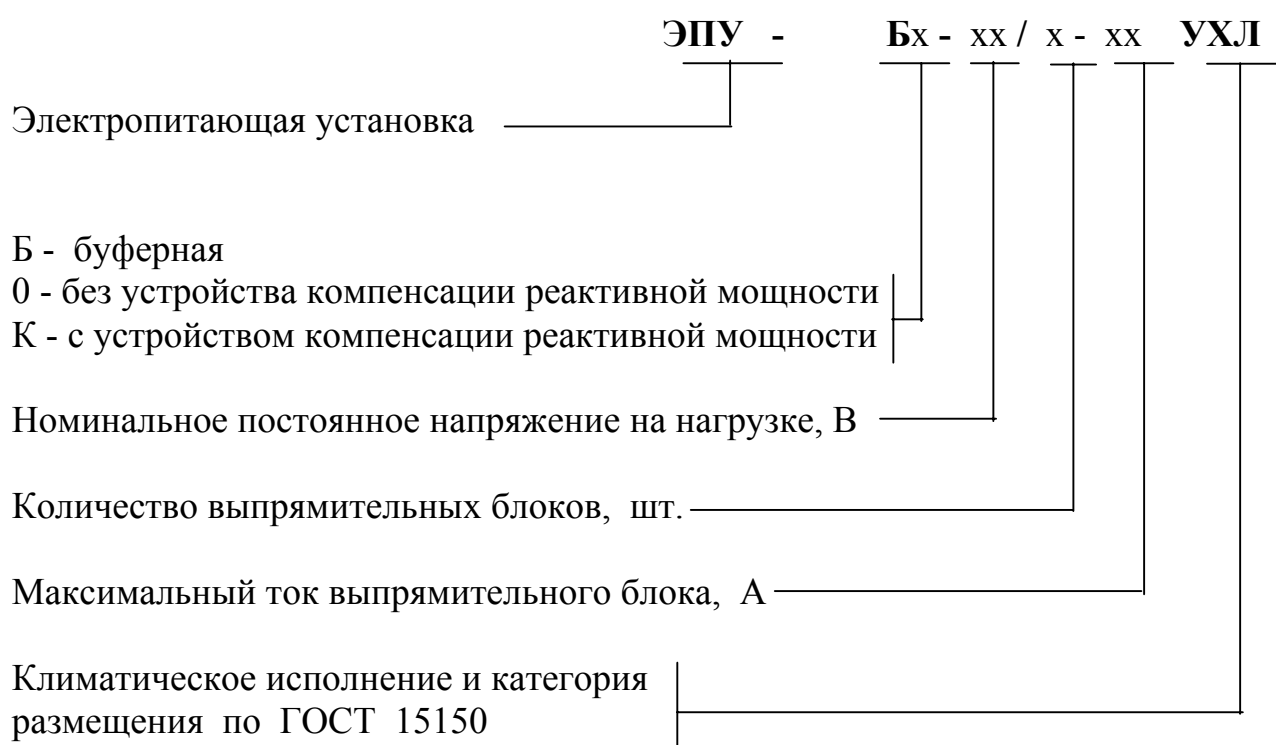 ЭПУ - Бх - хх / х - хх УХЛ
Электропитающая установка
Б - буферная
0 - без устройства компенсации реактивной мощности
К - с устройством компенсации реактивной мощности
Номинальное постоянное напряжение на нагрузке, В
Количество выпрямительных блоков, шт.
Максимальный ток выпрямительного блока, А
Климатическое исполнение и категория
размещения по ГОСТ 15150